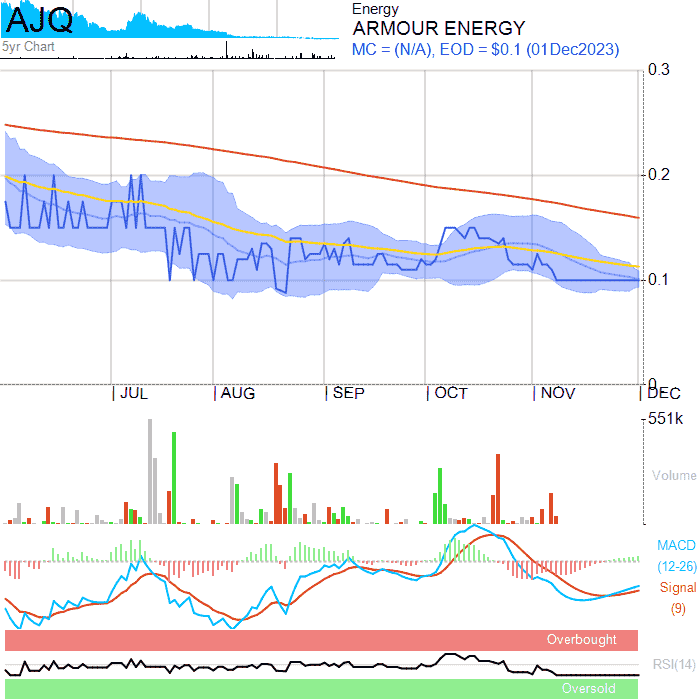 AJQ
5yr Chart
Energy
ARMOUR ENERGY
MC = (N/A), EOD = $0.1 (01Dec2023)
0.3
0.2
0.1
0
JUL
AUG
SEP
OCT
NOV
DEC
551k
Volume
MACD
(12-26)
Signal
(9)
Overbought
RSI(14)
Oversold